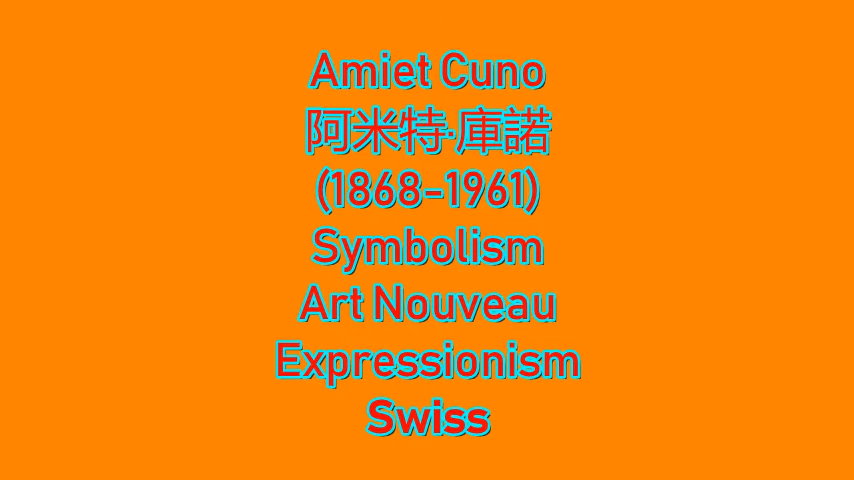 Amiet Cuno
阿米特·庫諾
(1868-1961)
Symbolism
Art Nouveau
Expressionism
Swiss